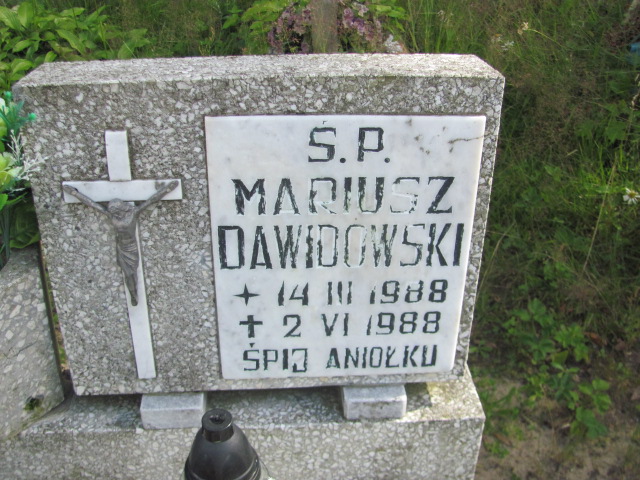 Ś.P.
MARIUSZ
DAWIDOWSKI
+ 14 III 1988
✝ 2 VI 1988
ŚPIJ ANIOŁKU